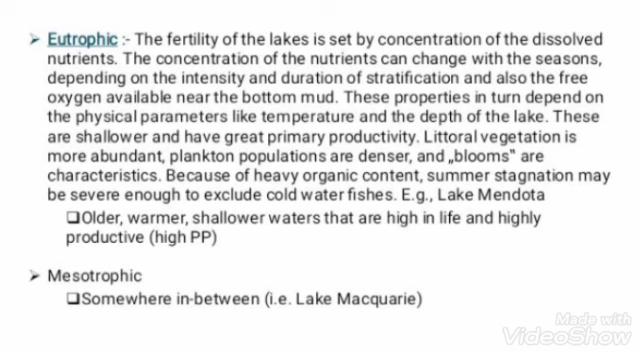 ➢ Eutrophic :- The fertility of the lakes is set by concentration of the dissolved
nutrients. The concentration of the nutrients can change with the seasons,
depending on the intensity and duration of stratification and also the free
oxygen available near the bottom mud. These properties in turn depend on
the physical parameters like temperature and the depth of the lake. These
are shallower and have great primary productivity. Littoral vegetation is
more abundant, plankton populations are denser, and „blooms‟ are
characteristics. Because of heavy organic content, summer stagnation may
be severe enough to exclude cold water fishes. E.g., Lake Mendota
❑Older, warmer, shallower waters that are high in life and highly
productive (high PP)
➢ Mesotrophic
❑Somewhere in-between (i.e. Lake Macquarie)
Made with
VideoShow